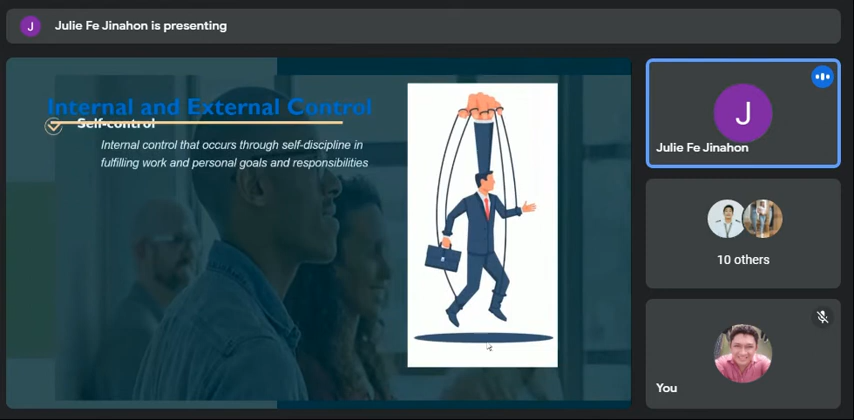 J
Julie Fe Jinahon is presenting
Internal and External Control
Self-control
Internal control that occurs through self-discipline in
fulfilling work and personal goals and responsibilities
J
Julie Fe Jinahon
10 others
You